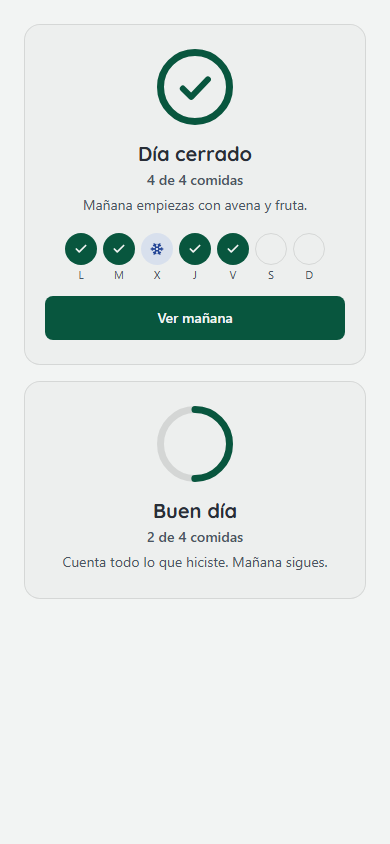 Día cerrado
4 de 4 comidas
Mañana empiezas con avena y fruta.
L M X J V S D
Ver mañana
Buen día
2 de 4 comidas
Cuenta todo lo que hiciste. Mañana sigues.